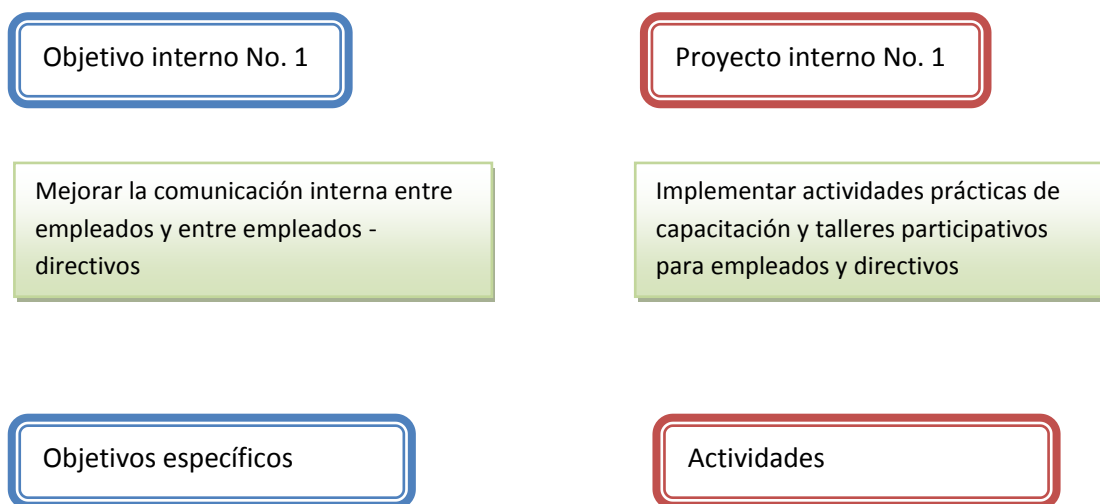 Objetivo interno No. 1
Proyecto interno No. 1
Mejorar la comunicación interna entre
empleados y entre empleados -
directivos
Implementar actividades prácticas de
capacitación y talleres participativos
para empleados y directivos
Objetivos específicos
Actividades